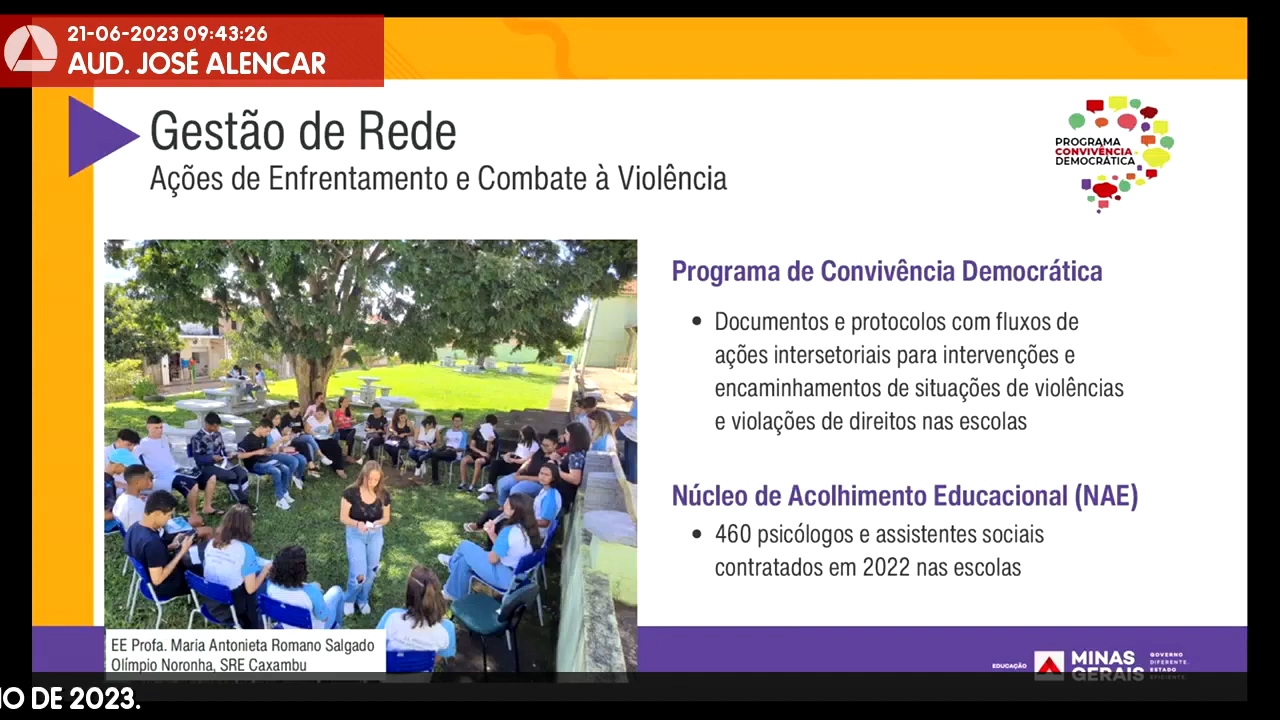 21-06-2023 09:43:26
AUD. JOSÉ ALENCAR
Gestão de Rede
Ações de Enfrentamento e Combate à Violência
PROGRAMA
CONVIVÊNCIA
DEMOCRÁTICA
Programa de Convivência Democrática
• Documentos e protocolos com fluxos de
ações intersetoriais para intervenções e
encaminhamentos de situações de violências
e violações de direitos nas escolas
Núcleo de Acolhimento Educacional (NAE)
• 460 psicólogos e assistentes sociais
contratados em 2022 nas escolas
EE Profa. Maria Antonieta Romano Salgado
Olímpio Noronha, SRE Caxambu
EDUCAÇÃO
MINAS
GERAIS
GOVERNO
DIFERENTE.
ESTADO
EFICIENTE.
O DE 2023.